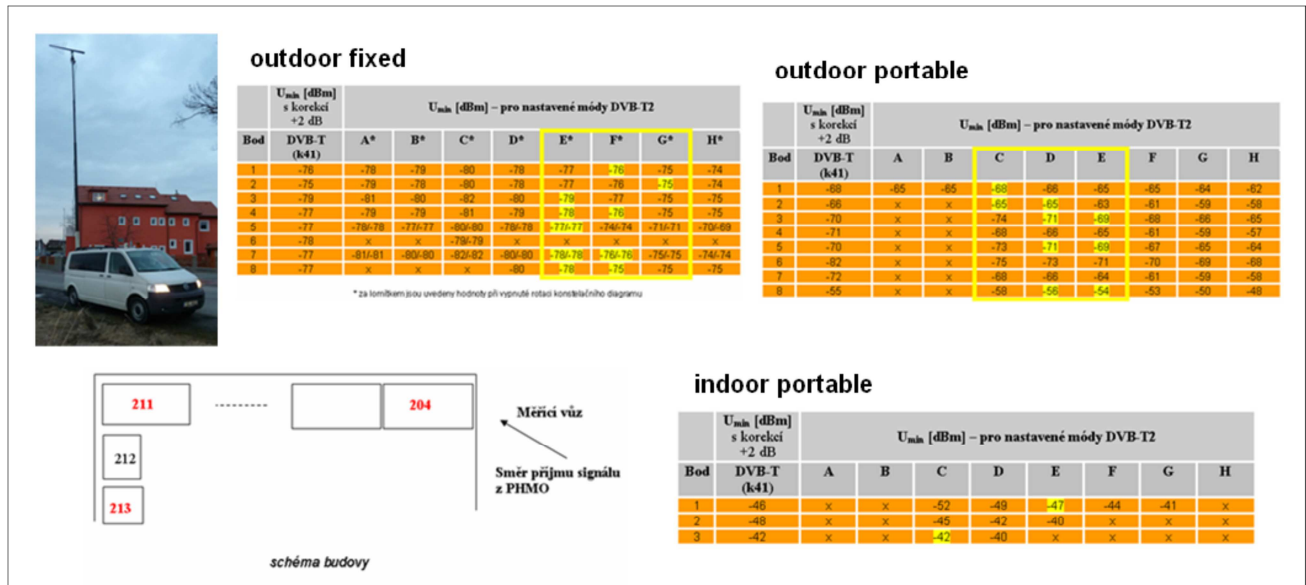 outdoor fixed
Umin [dBm]
s korekcí
+2 dB
Umin [dBm] – pro nastavené módy DVB-T2
Bod DVB-T (k41) A* B* C* D* E* F* G* H*
1 -76 -78 -79 -80 -78 -77 -76 -75 -74
2 -75 -79 -78 -80 -78 -77 -76 -75 -74
3 -79 -81 -80 -82 -80 -79 -77 -75 -75
4 -77 -79 -79 -81 -79 -78 -76 -75 -75
5 -77 -78/-78 -77/-77 -80/-80 -78/-78 -77/-77 -74/-74 -71/-71 -70/-69
6 -78 x x -79/-79 x x x x x
7 -77 -81/-81 -80/-80 -82/-82 -80/-80 -78/-78 -76/-76 -75/-75 -74/-74
8 -77 x x x -80 -78 -75 -75 -75
* za lomítkem jsou uvedeny hodnoty při vypnuté rotaci konstelačního diagramu
outdoor portable
Umin [dBm]
s korekcí
+2 dB
Umin [dBm] – pro nastavené módy DVB-T2
Bod DVB-T (k41) A B C D E F G H
1 -68 -65 -65 -68 -66 -65 -65 -64 -62
2 -66 x x -65 -65 -63 -61 -59 -58
3 -70 x x -74 -71 -69 -68 -66 -65
4 -71 x x -68 -66 -65 -61 -59 -57
5 -70 x x -73 -71 -69 -67 -65 -64
6 -82 x x -75 -73 -71 -70 -69 -68
7 -72 x x -68 -66 -64 -61 -59 -58
8 -55 x x -58 -56 -54 -53 -50 -48
211 --------- 204
212
213
Měřicí vůz
Směr příjmu signálu
z PHMO
schéma budovy
indoor portable
Umin [dBm]
s korekcí
+2 dB
Umin [dBm] – pro nastavené módy DVB-T2
Bod DVB-T (k41) A B C D E F G H
1 -46 x x -52 -49 -47 -44 -41 x
2 -48 x x -45 -42 -40 x x x
3 -42 x x -42 -40 x x x x